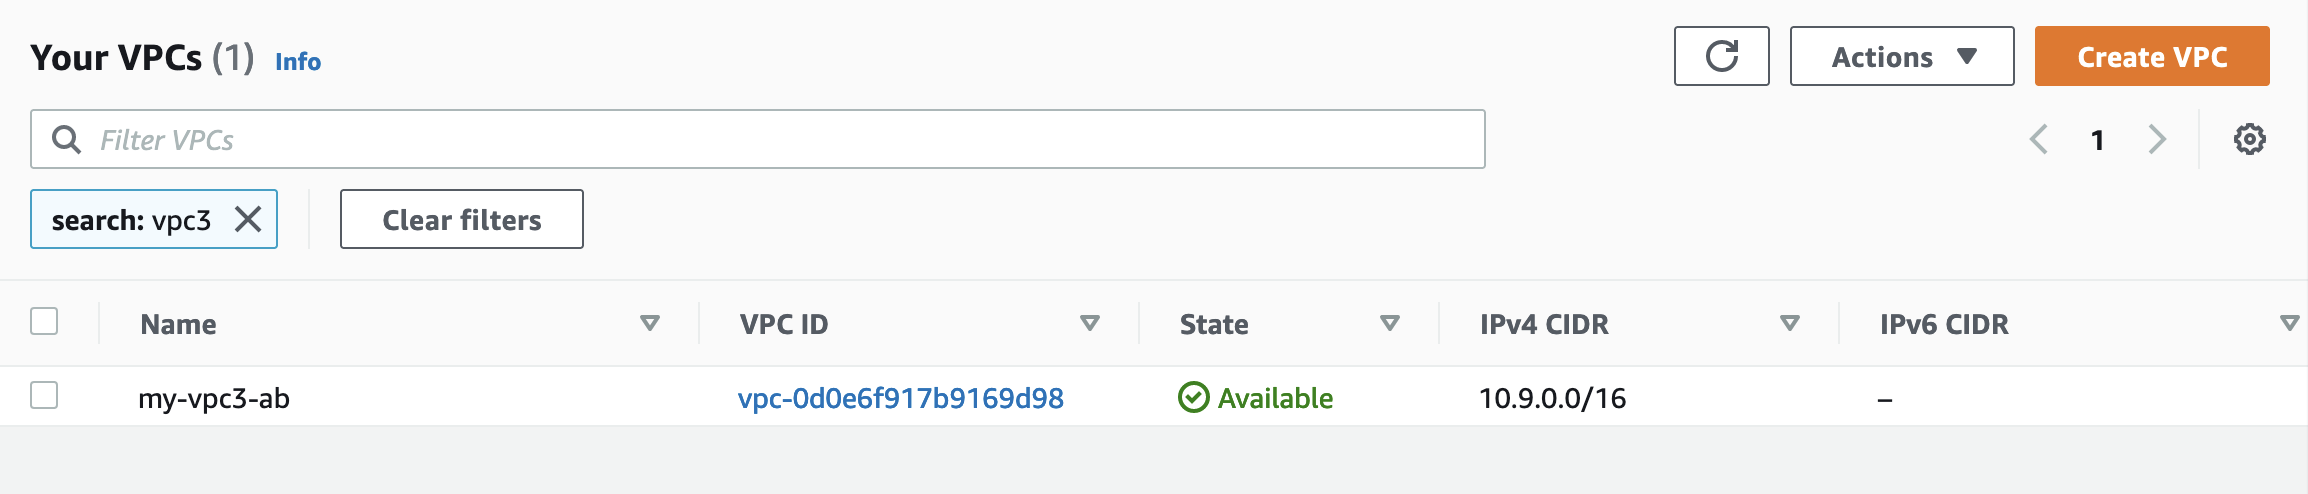 Your VPCs (1) Info
Actions
Create VPC
Filter VPCs
1
search: vpc3
Clear filters
Name VPC ID State IPv4 CIDR IPv6 CIDR
my-vpc3-ab vpc-0d0e6f917b9169d98 Available 10.9.0.0/16 –